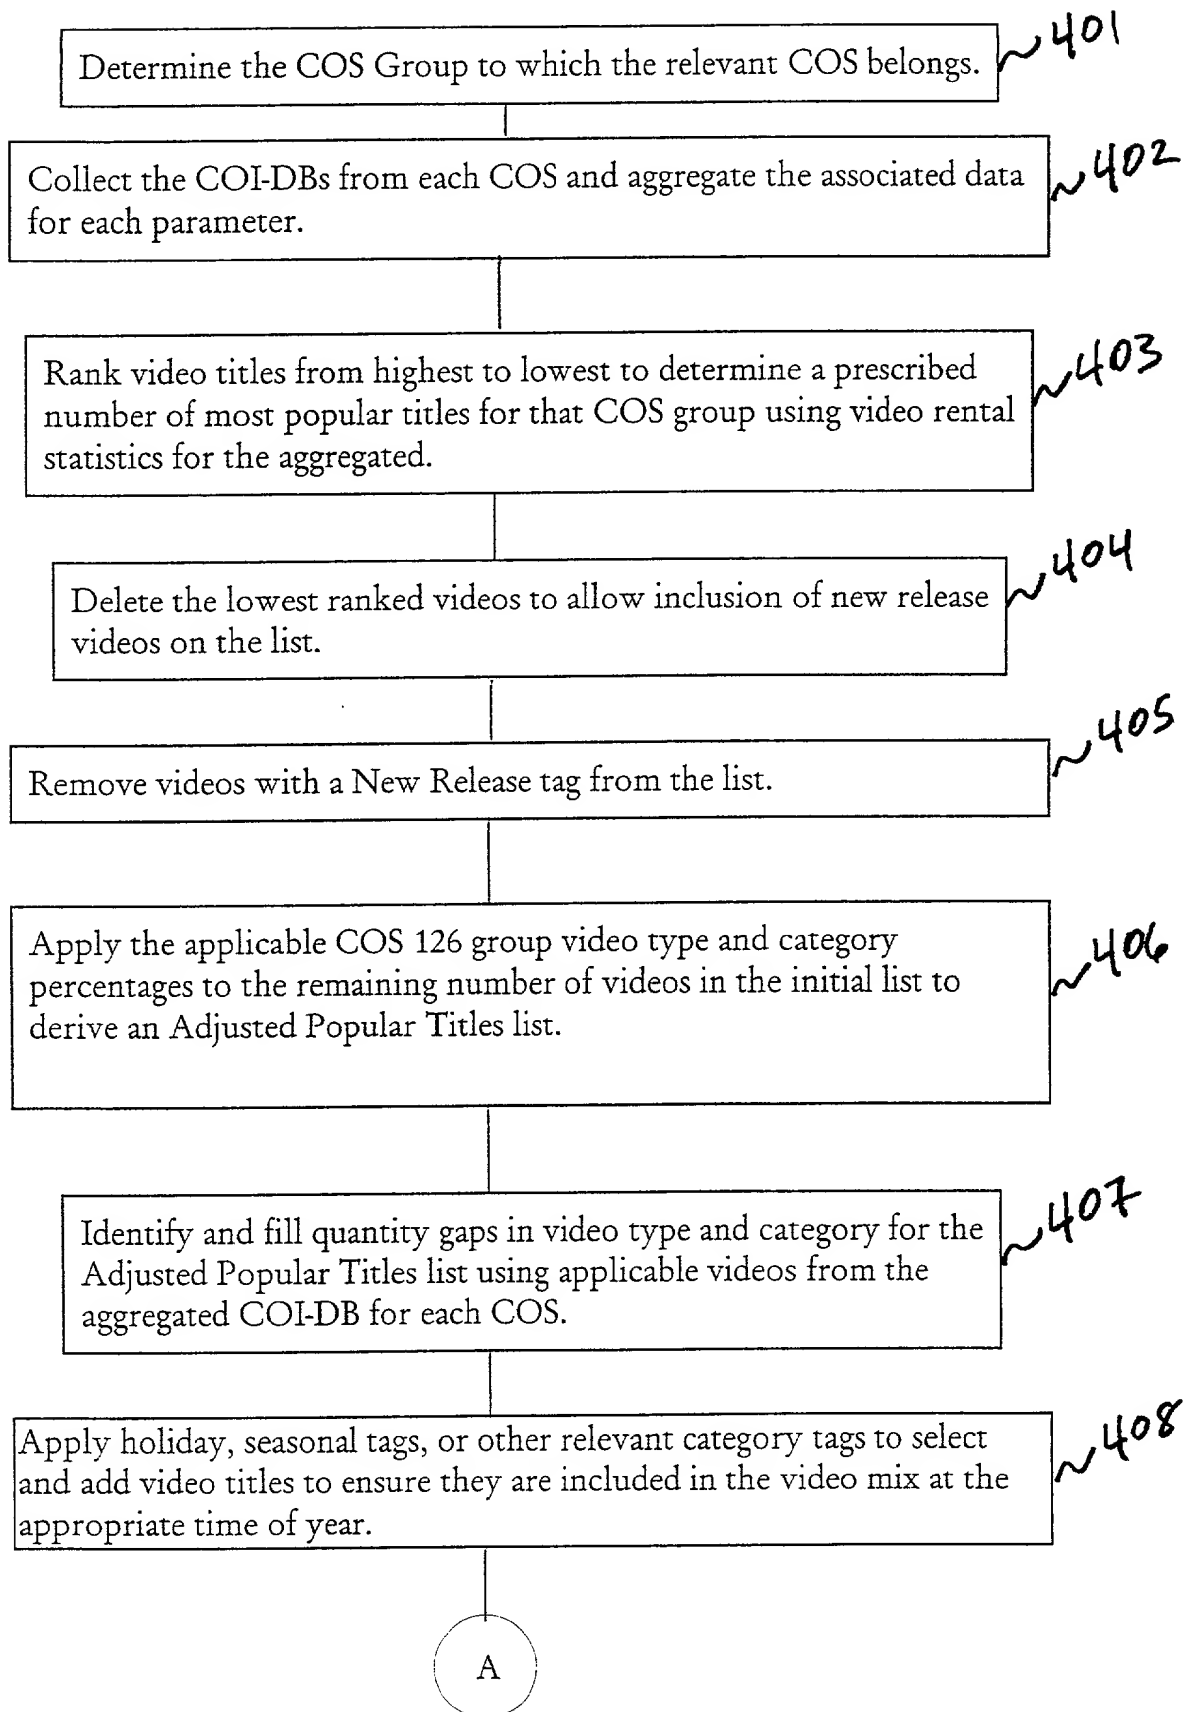 Determine the COS Group to which the relevant COS belongs.
401
Collect the COI-DBs from each COS and aggregate the associated data
for each parameter.
402
Rank video titles from highest to lowest to determine a prescribed
number of most popular titles for that COS group using video rental
statistics for the aggregated.
403
Delete the lowest ranked videos to allow inclusion of new release
videos on the list.
404
Remove videos with a New Release tag from the list.
405
Apply the applicable COS 126 group video type and category
percentages to the remaining number of videos in the initial list to
derive an Adjusted Popular Titles list.
406
Identify and fill quantity gaps in video type and category for the
Adjusted Popular Titles list using applicable videos from the
aggregated COI-DB for each COS.
407
Apply holiday, seasonal tags, or other relevant category tags to select
and add video titles to ensure they are included in the video mix at the
appropriate time of year.
408
A